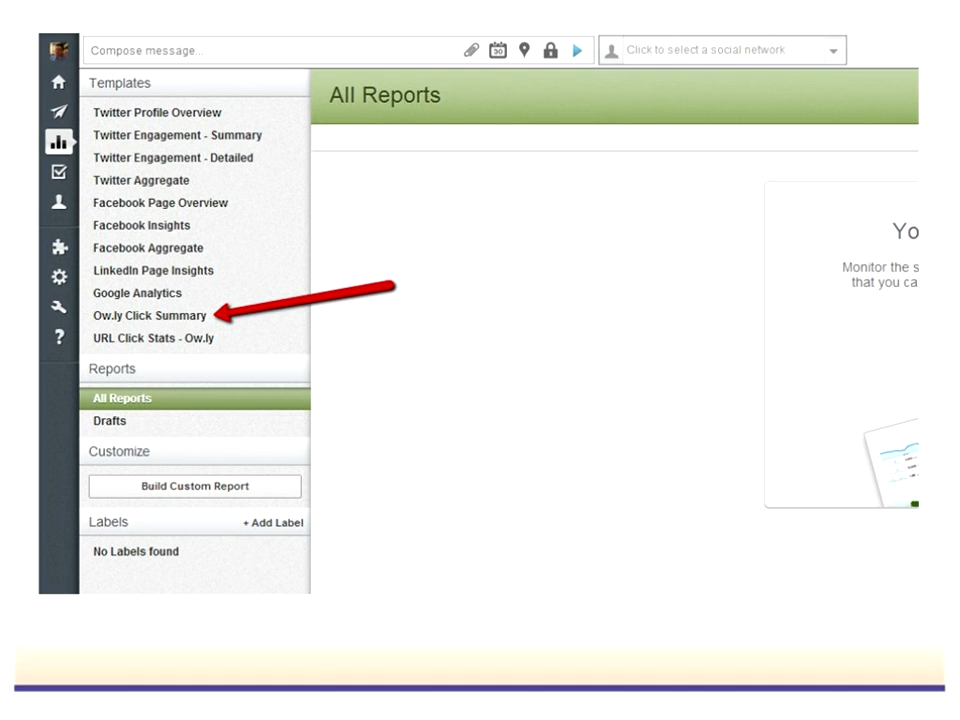 Compose message...
30
Click to select a social network
Templates
Twitter Profile Overview
Twitter Engagement - Summary
Twitter Engagement - Detailed
Twitter Aggregate
Facebook Page Overview
Facebook Insights
Facebook Aggregate
LinkedIn Page Insights
Google Analytics
Ow.ly Click Summary
URL Click Stats - Ow.ly
Reports
All Reports
Drafts
Customize
Build Custom Report
Labels + Add Label
No Labels found
All Reports
Yo
Monitor the s
that you ca
?